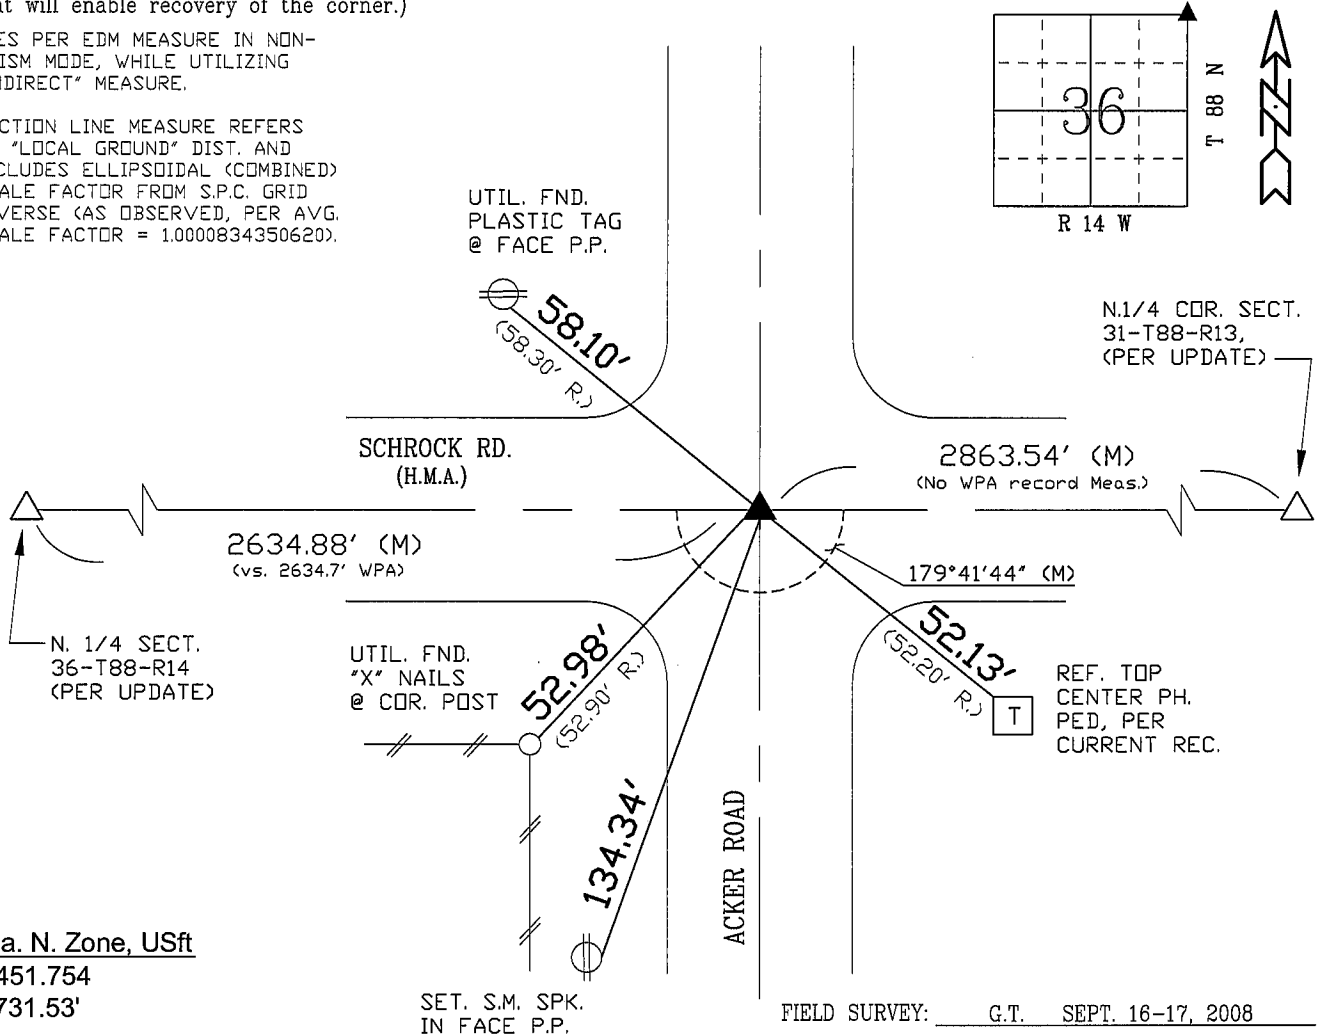 at will enable recovery of the corner.)
ES PER EDM MEASURE IN NON-
ISM MODE, WHILE UTILIZING
NDIRECT" MEASURE.
CTION LINE MEASURE REFERS
"LOCAL GROUND" DIST. AND
CLUDES ELLIPSOIDAL (COMBINED)
ALE FACTOR FROM S.P.C. GRID
VERSE (AS OBSERVED, PER AVG.
ALE FACTOR = 1.0000834350620).
36
T 88 N
R 14 W
N
UTIL. FND.
PLASTIC TAG
@ FACE P.P.
58.10'
(58.30' R.)
N.1/4 COR. SECT.
31-T88-R13,
(PER UPDATE)
SCHROCK RD.
(H.M.A.)
2863.54' (M)
(No WPA record Meas.)
2634.88' (M)
(vs. 2634.7' WPA)
179°41'44" (M)
N. 1/4 SECT.
36-T88-R14
(PER UPDATE)
UTIL. FND.
"X" NAILS
@ COR. POST
52.98'
(52.90' R.)
52.13'
(52.20' R.)
T
REF. TOP
CENTER PH.
PED, PER
CURRENT REC.
134.34'
ACKER ROAD
a. N. Zone, USft
451.754
731.53'
SET. S.M. SPK.
IN FACE P.P.
FIELD SURVEY: G.T. SEPT. 16-17, 2008